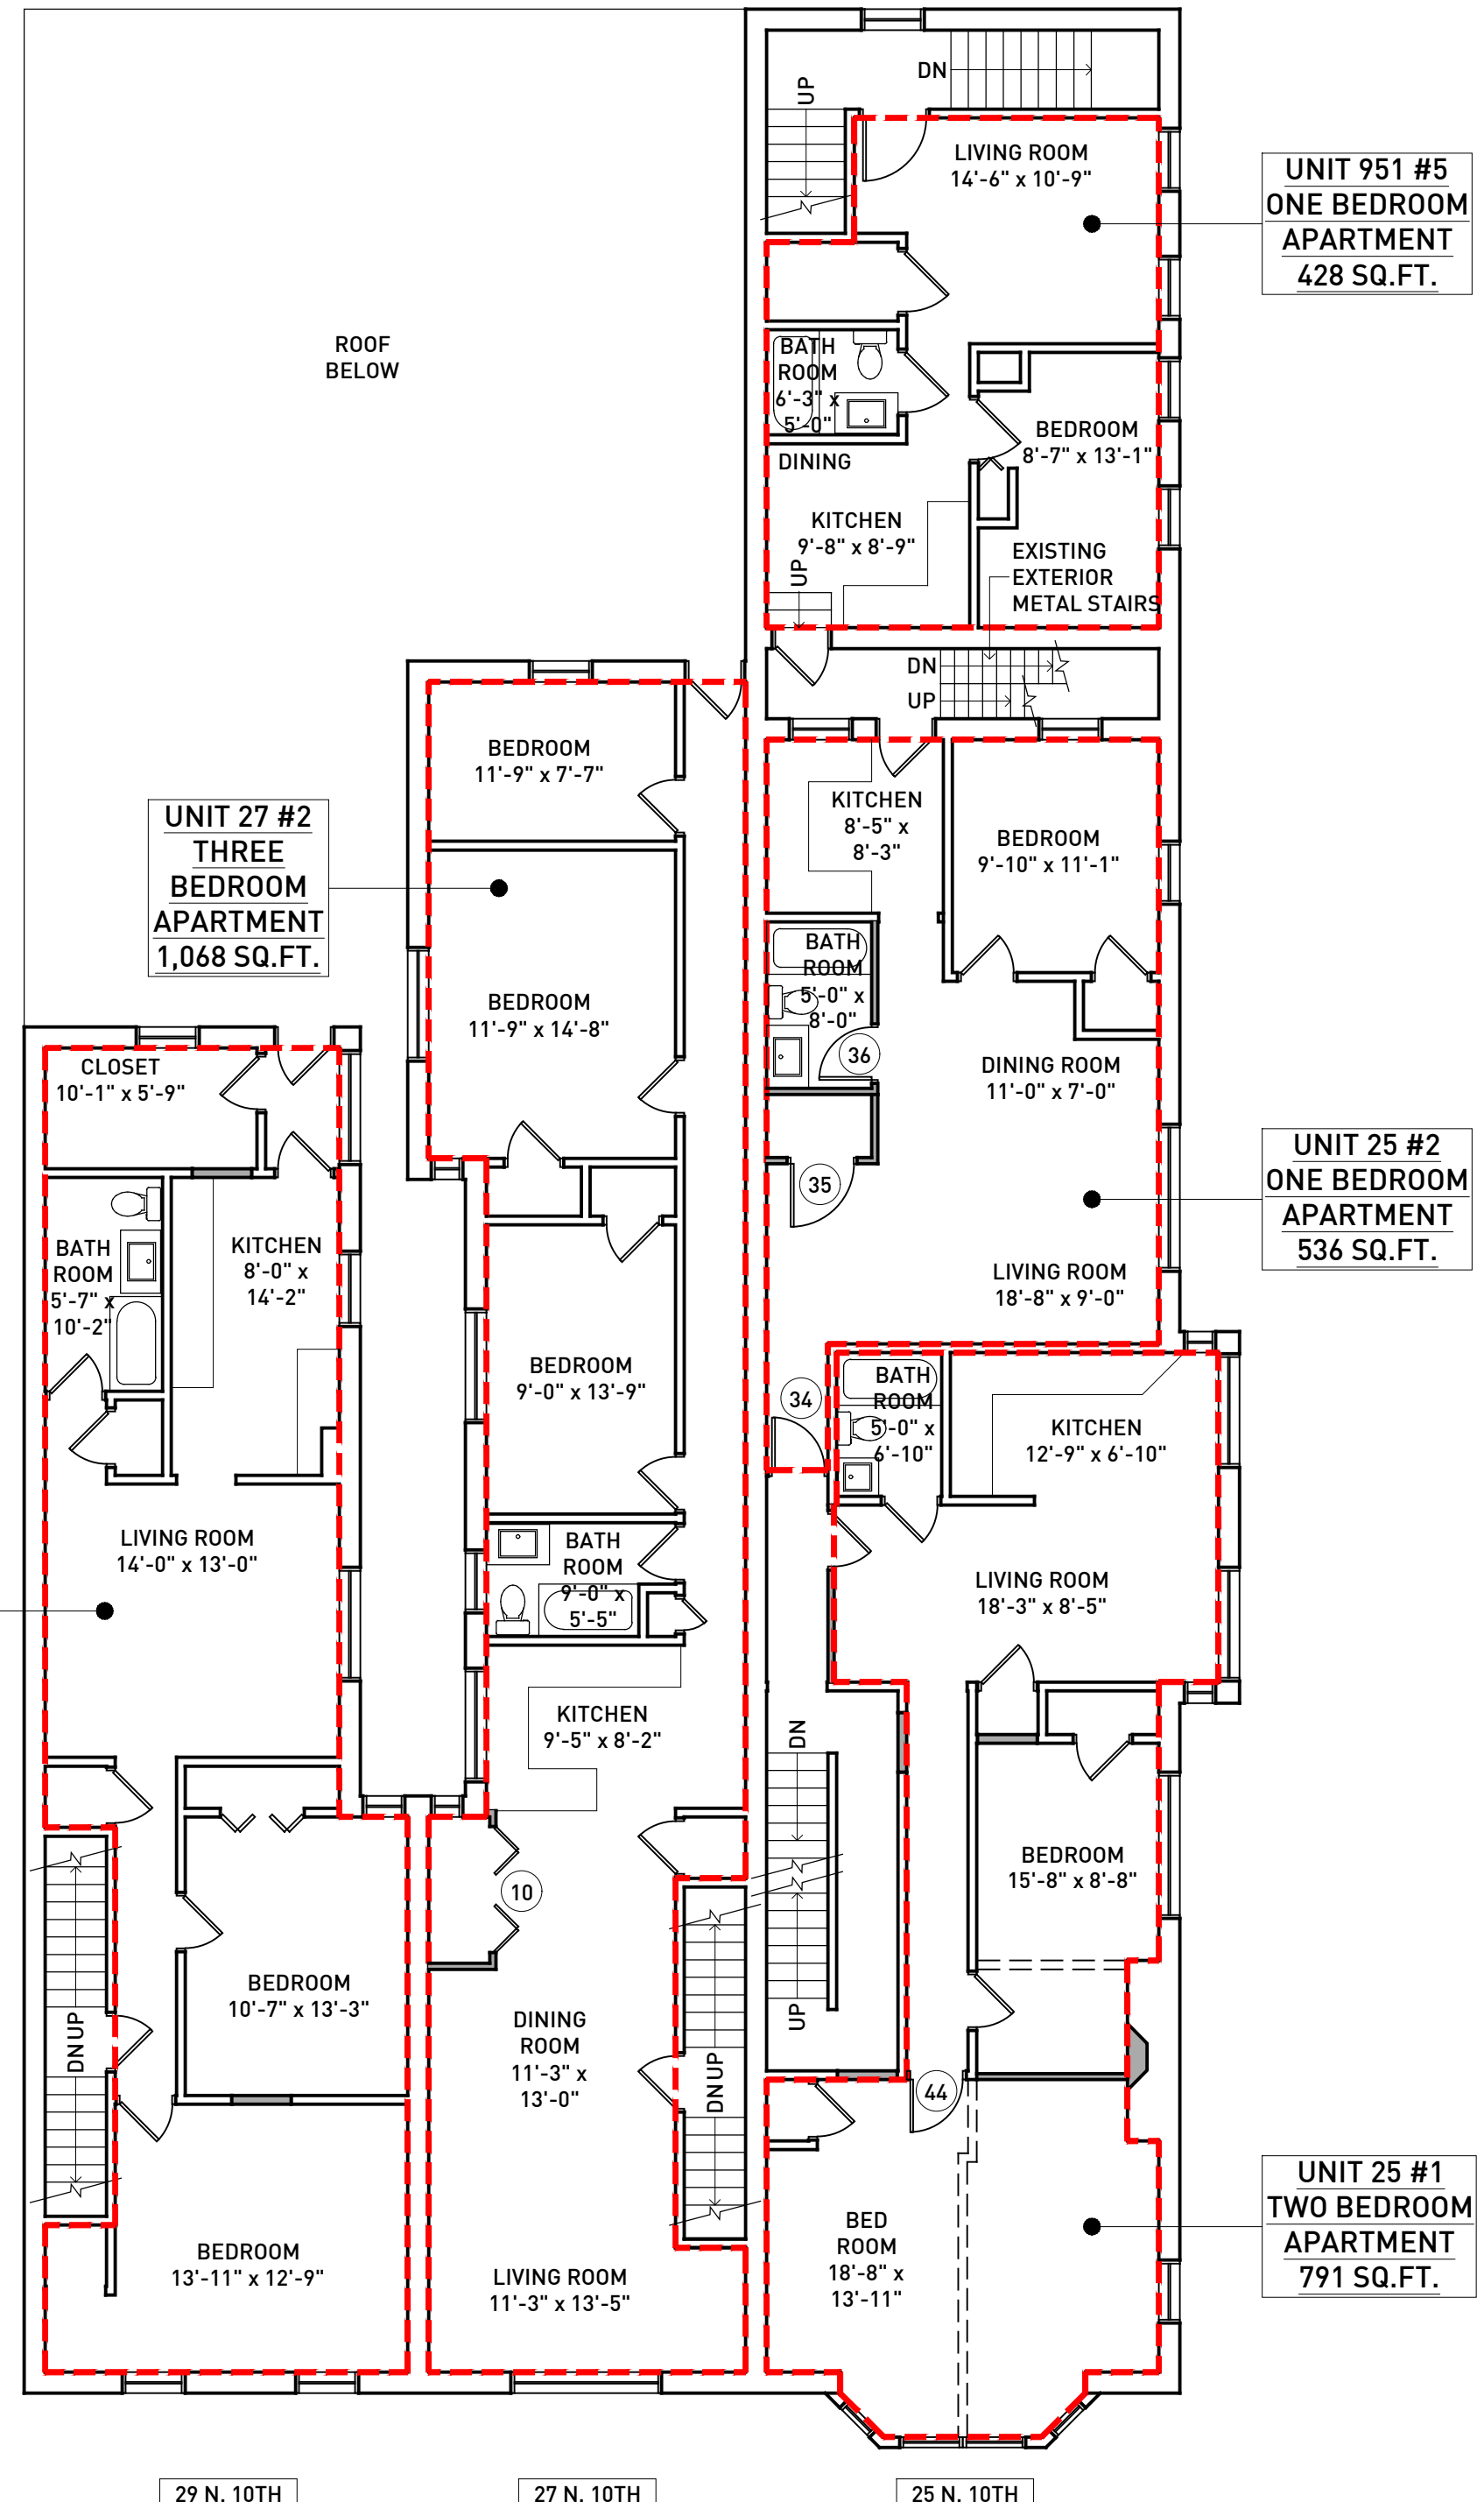 DN
UP
LIVING ROOM
14'-6" x 10'-9"
UNIT 951 #5
ONE BEDROOM
APARTMENT
428 SQ.FT.
ROOF
BELOW
BATH
ROOM
6'-3" x
5'-0"
BEDROOM
8'-7" x 13'-1"
DINING
KITCHEN
9'-8" x 8'-9"
UP
EXISTING
EXTERIOR
METAL STAIRS
DN
UP
BEDROOM
11'-9" x 7'-7"
UNIT 27 #2
THREE
BEDROOM
APARTMENT
1,068 SQ.FT.
KITCHEN
8'-5" x
8'-3"
BEDROOM
9'-10" x 11'-1"
BATH
ROOM
5'-0" x
8'-0"
36
BEDROOM
11'-9" x 14'-8"
CLOSET
10'-1" x 5'-9"
DINING ROOM
11'-0" x 7'-0"
35
UNIT 25 #2
ONE BEDROOM
APARTMENT
536 SQ.FT.
BATH
ROOM
5'-7" x
10'-2"
KITCHEN
8'-0" x
14'-2"
LIVING ROOM
18'-8" x 9'-0"
BEDROOM
9'-0" x 13'-9"
34
BATH
ROOM
5'-0" x
6'-10"
KITCHEN
12'-9" x 6'-10"
LIVING ROOM
14'-0" x 13'-0"
BATH
ROOM
9'-0" x
5'-5"
LIVING ROOM
18'-3" x 8'-5"
KITCHEN
9'-5" x 8'-2"
DN
BEDROOM
15'-8" x 8'-8"
10
BEDROOM
10'-7" x 13'-3"
UP
DN UP
DINING
ROOM
11'-3" x
13'-0"
DN UP
44
UNIT 25 #1
TWO BEDROOM
APARTMENT
791 SQ.FT.
BED
ROOM
18'-8" x
13'-11"
BEDROOM
13'-11" x 12'-9"
LIVING ROOM
11'-3" x 13'-5"
29 N. 10TH
27 N. 10TH
25 N. 10TH